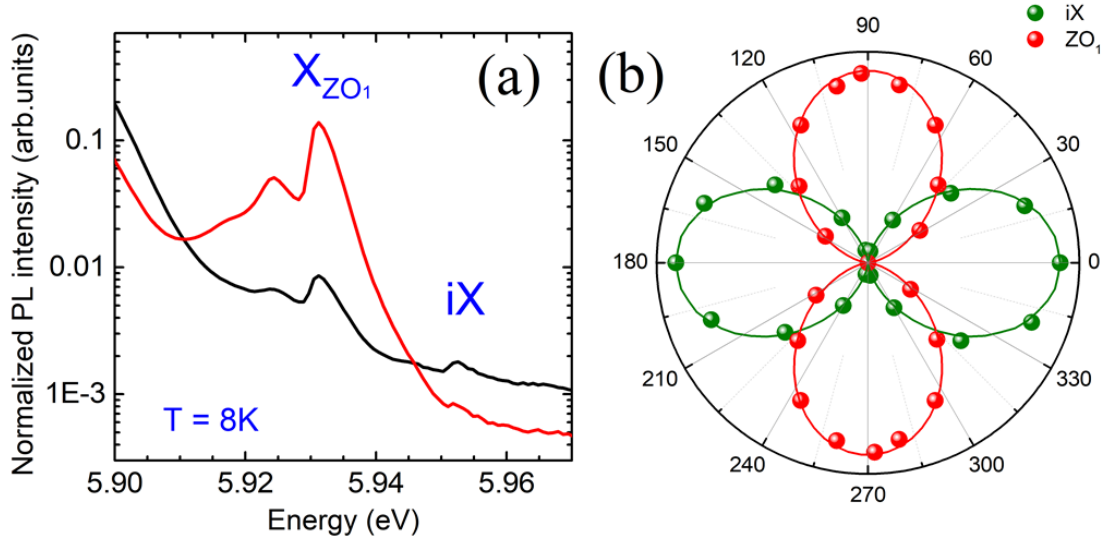 (a)
X_ZO₁
iX
T = 8K
Normalized PL intensity (arb.units)
0.1
0.01
1E-3
5.90
5.92
5.94
5.96
Energy (eV)
(b)
iX
ZO₁
90
60
30
0
330
300
270
240
210
180
150
120